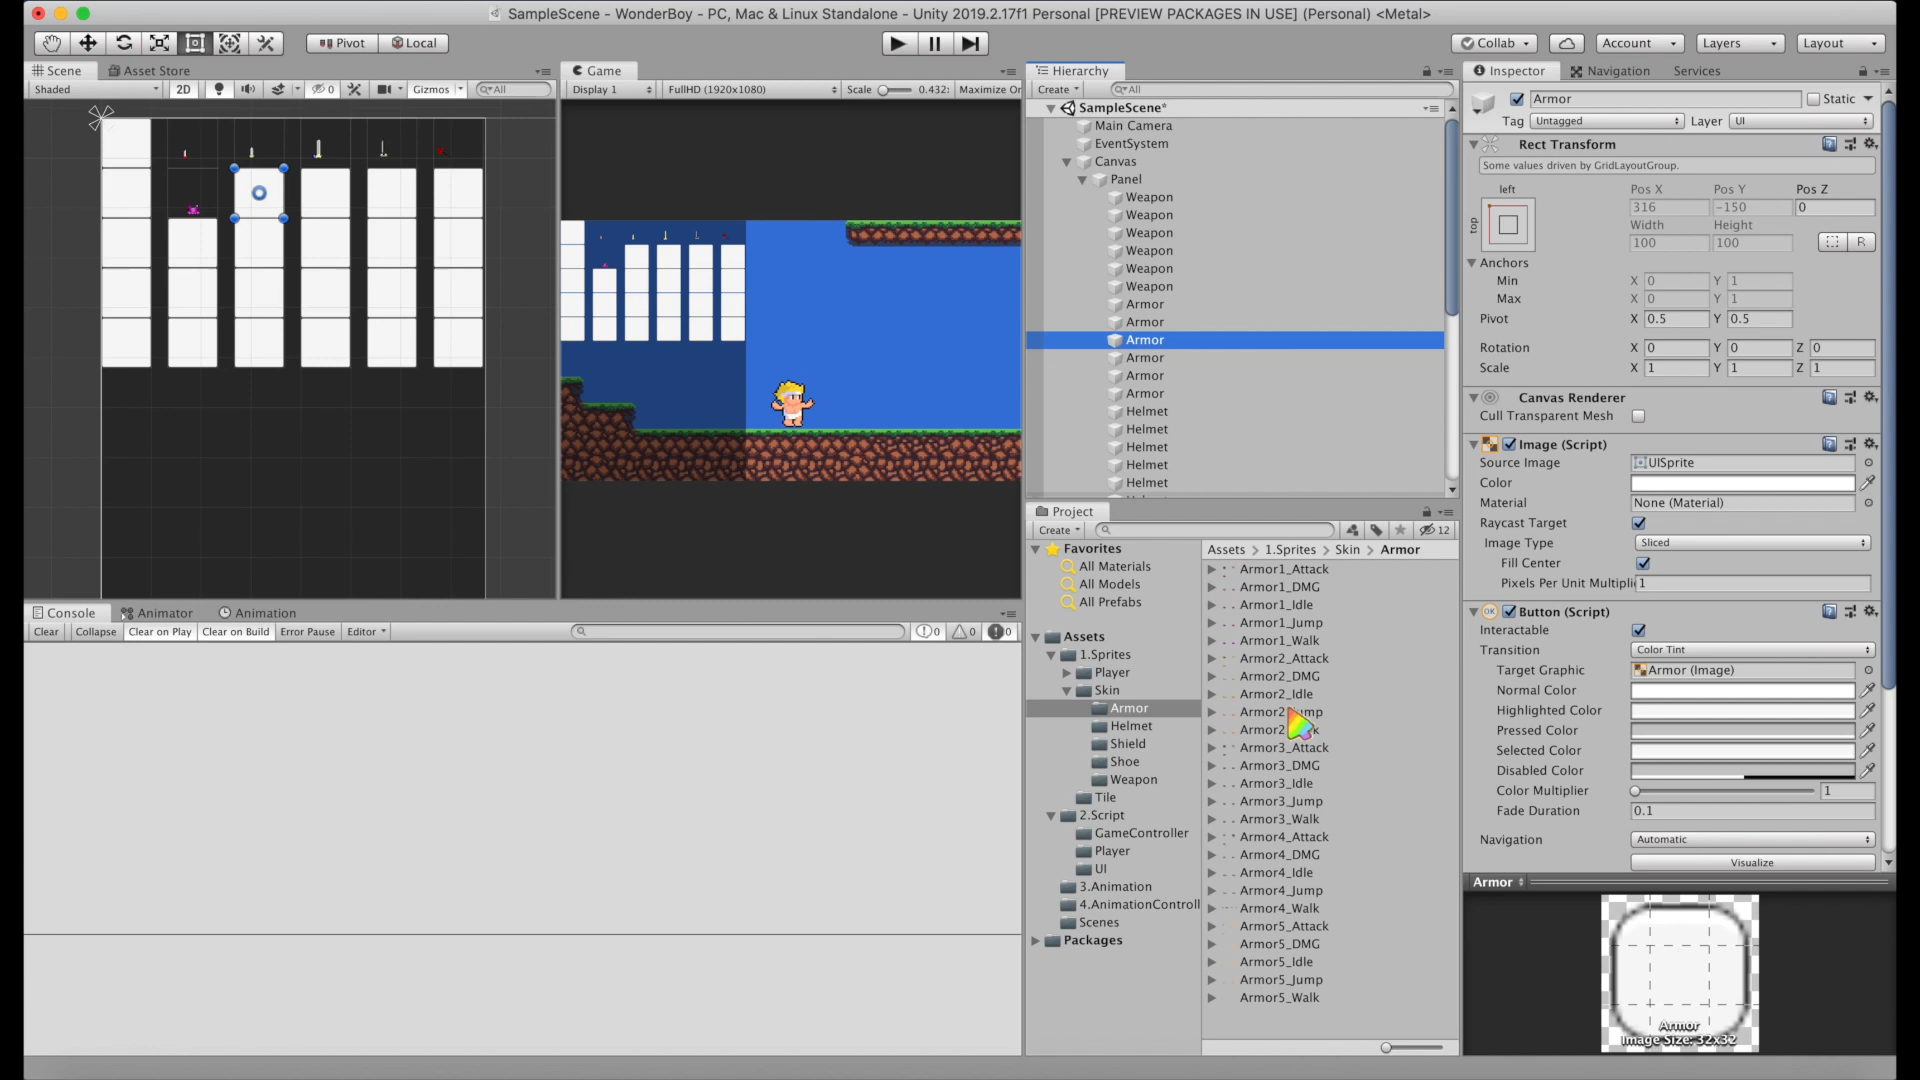 SampleScene - WonderBoy - PC, Mac & Linux Standalone - Unity 2019.2.17f1 Personal [PREVIEW PACKAGES IN USE] (Personal) <Metal>
Pivot
Local
Collab
Account
Layers
Layout
Scene
Asset Store
Shaded
2D
0
Gizmos
All
Game
Display 1
FullHD (1920x1080)
Scale
0.432:
Maximize Or
Hierarchy
Create
All
SampleScene*
Main Camera
EventSystem
Canvas
Panel
Weapon
Weapon
Weapon
Weapon
Weapon
Weapon
Armor
Armor
Armor
Armor
Armor
Armor
Helmet
Helmet
Helmet
Helmet
Helmet
Project
Create
12
Favorites
All Materials
All Models
All Prefabs
Assets
1.Sprites
Player
Skin
Armor
Helmet
Shield
Shoe
Weapon
Tile
2.Script
GameController
Player
UI
3.Animation
4.AnimationControll
Scenes
Packages
Assets > 1.Sprites > Skin > Armor
Armor1_Attack
Armor1_DMG
Armor1_Idle
Armor1_Jump
Armor1_Walk
Armor2_Attack
Armor2_DMG
Armor2_Idle
Armor2_Jump
Armor3_Attack
Armor3_DMG
Armor3_Idle
Armor3_Jump
Armor3_Walk
Armor4_Attack
Armor4_DMG
Armor4_Idle
Armor4_Jump
Armor4_Walk
Armor5_Attack
Armor5_DMG
Armor5_Idle
Armor5_Jump
Armor5_Walk
Console
Animator
Animation
Clear
Collapse
Clear on Play
Clear on Build
Error Pause
Editor
0
0
0
Inspector
Navigation
Services
Armor
Static
Tag Untagged
Layer UI
Rect Transform
Some values driven by GridLayoutGroup.
left
top
Pos X Pos Y Pos Z
316 -150 0
Width Height
100 100
R
Anchors
Min X 0 Y 1
Max X 0 Y 1
Pivot X 0.5 Y 0.5
Rotation X 0 Y 0 Z 0
Scale X 1 Y 1 Z 1
Canvas Renderer
Cull Transparent Mesh
Image (Script)
Source Image UISprite
Color
Material None (Material)
Raycast Target
Image Type Sliced
Fill Center
Pixels Per Unit Multipli 1
OK Button (Script)
Interactable
Transition Color Tint
Target Graphic Armor (Image)
Normal Color
Highlighted Color
Pressed Color
Selected Color
Disabled Color
Color Multiplier 1
Fade Duration 0.1
Navigation Automatic
Visualize
Armor
Armor
Image Size: 32x32